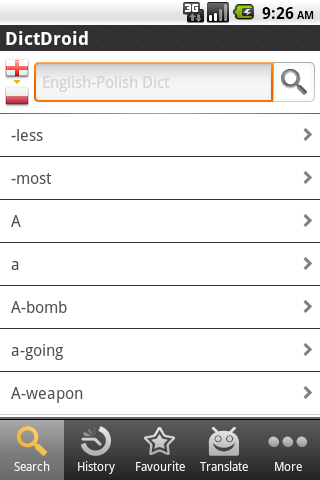 3G 9:26 AM
DictDroid
English-Polish Dict
-less
-most
A
a
A-bomb
a-going
A-weapon
Search History Favourite Translate More